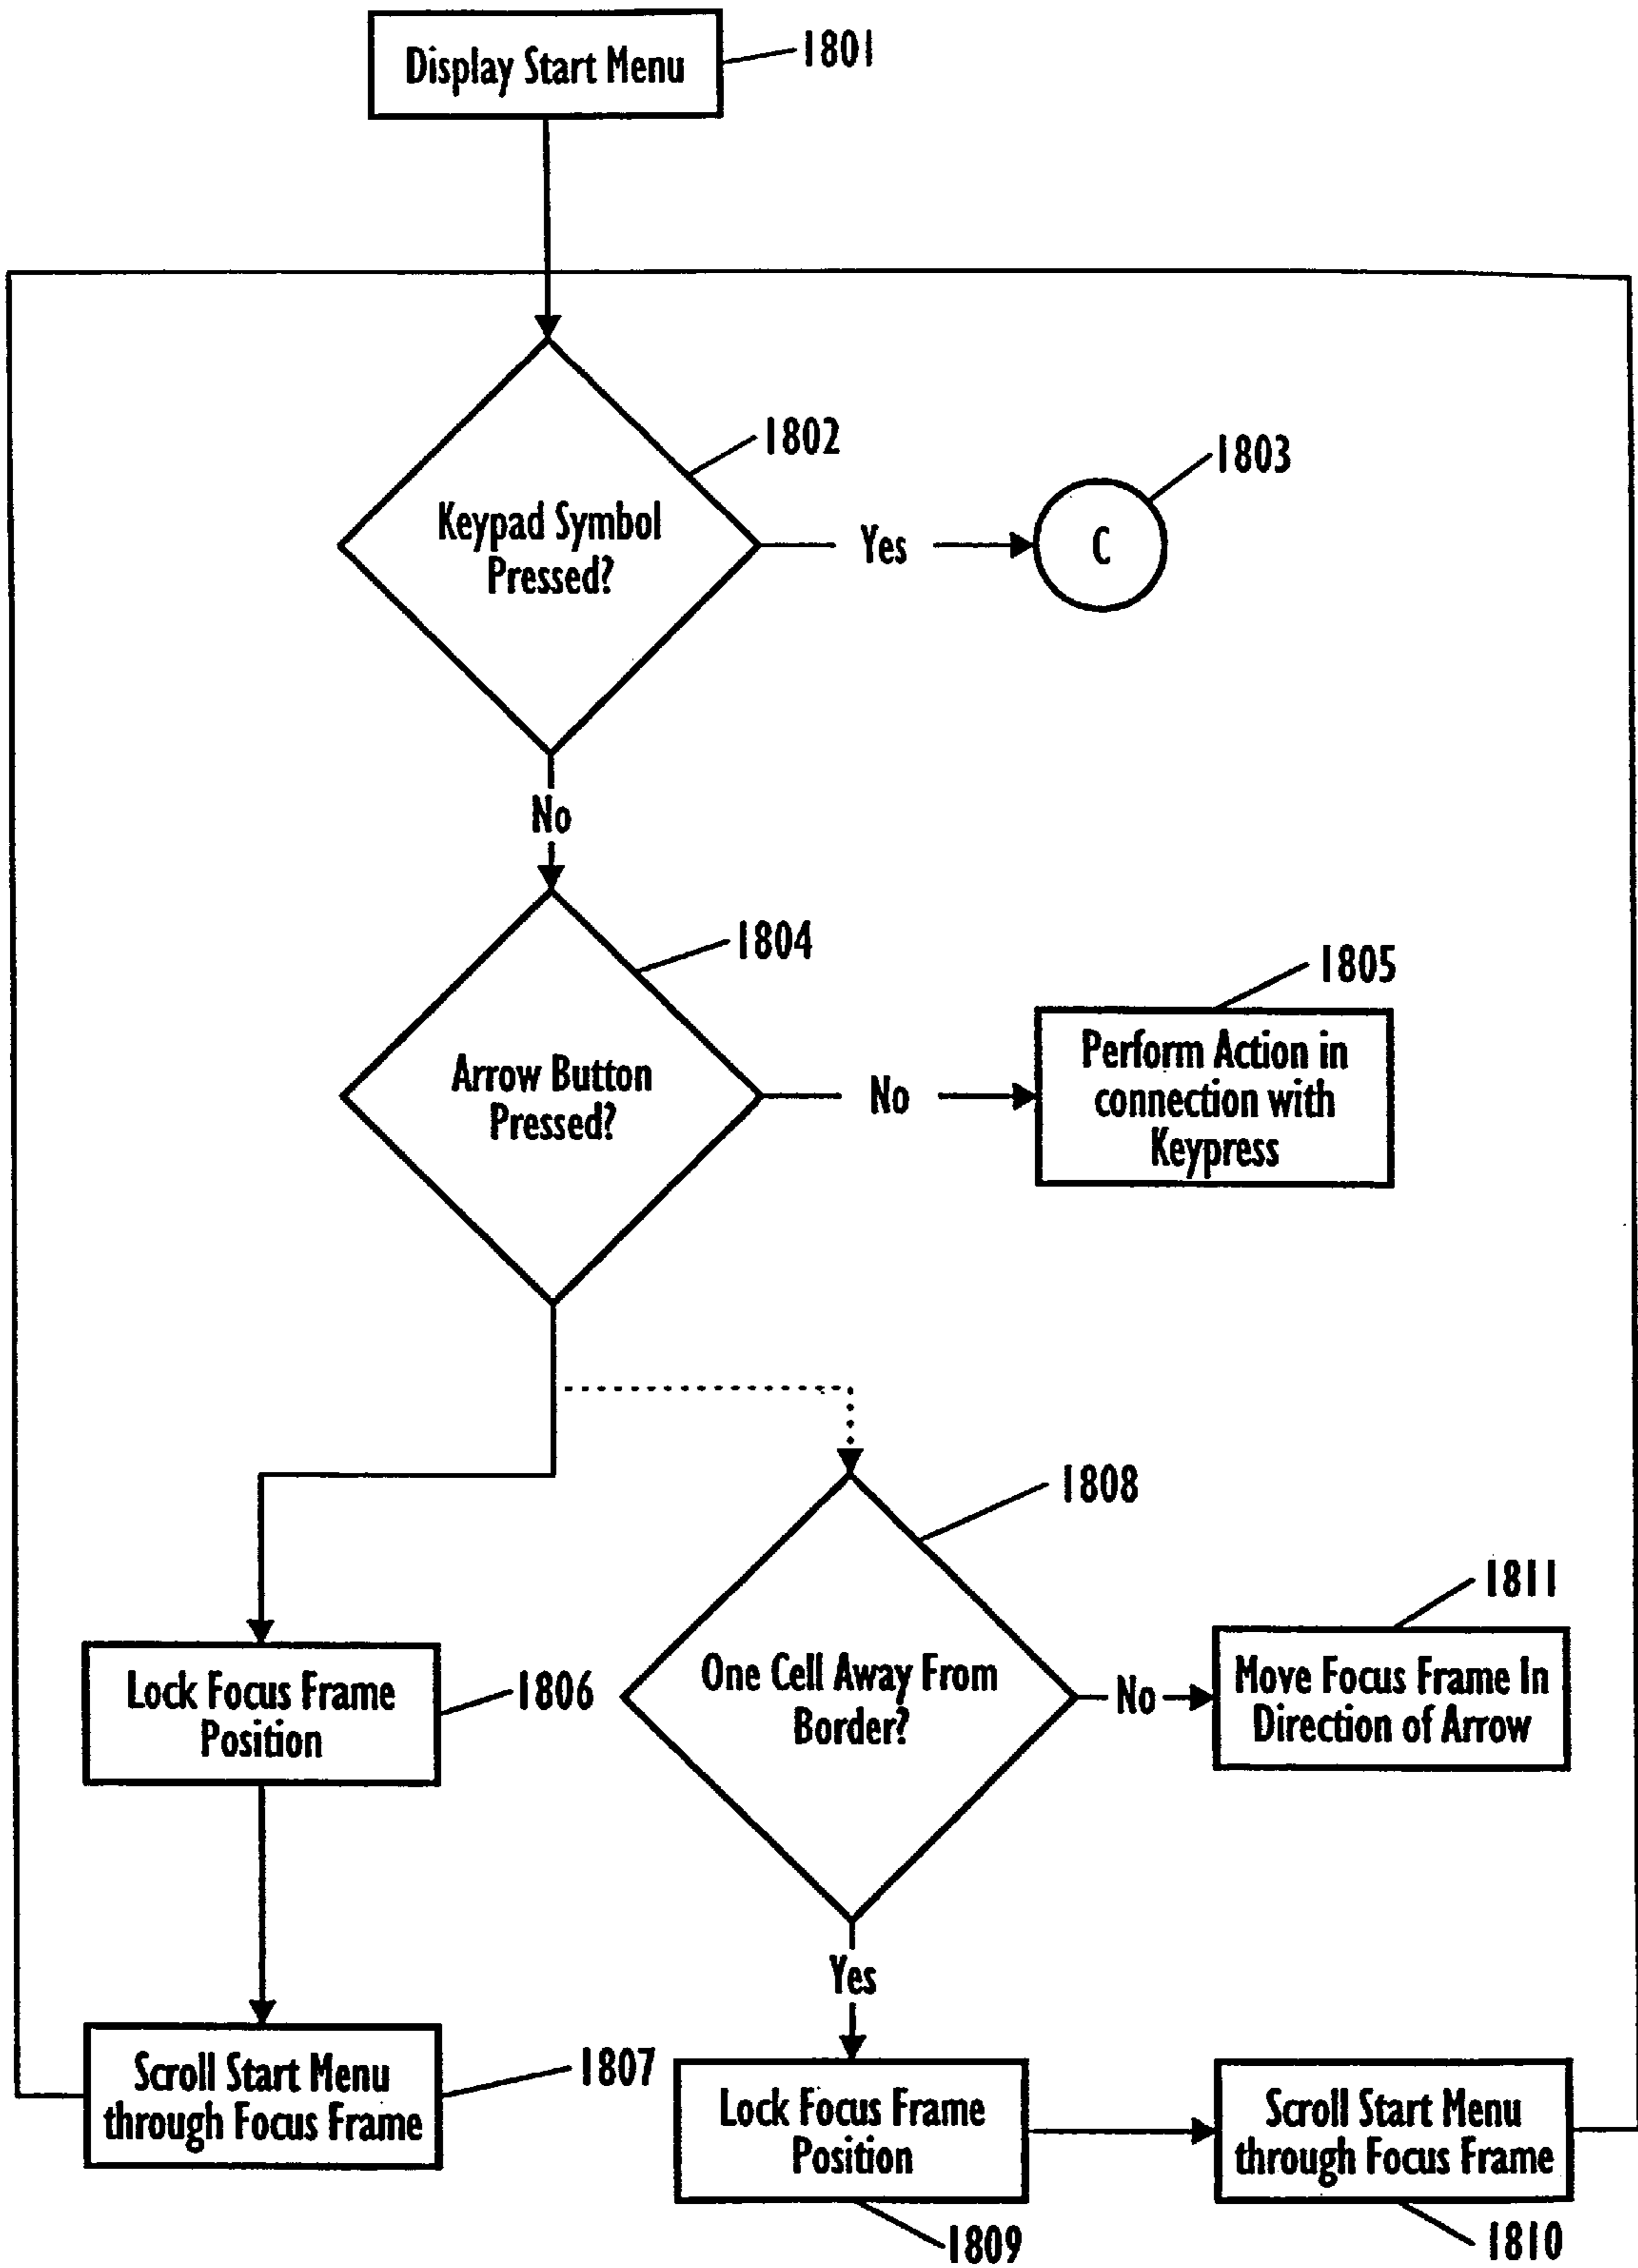 Display Start Menu
1801
1802
1803
Keypad Symbol
Pressed?
Yes
C
No
1804
1805
Arrow Button
Pressed?
No
Perform Action in
connection with
Keypress
1808
1811
One Cell Away From
Border?
No
Move Focus Frame In
Direction of Arrow
Lock Focus Frame
Position
1806
Yes
Scroll Start Menu
through Focus Frame
1807
Lock Focus Frame
Position
1809
Scroll Start Menu
through Focus Frame
1810